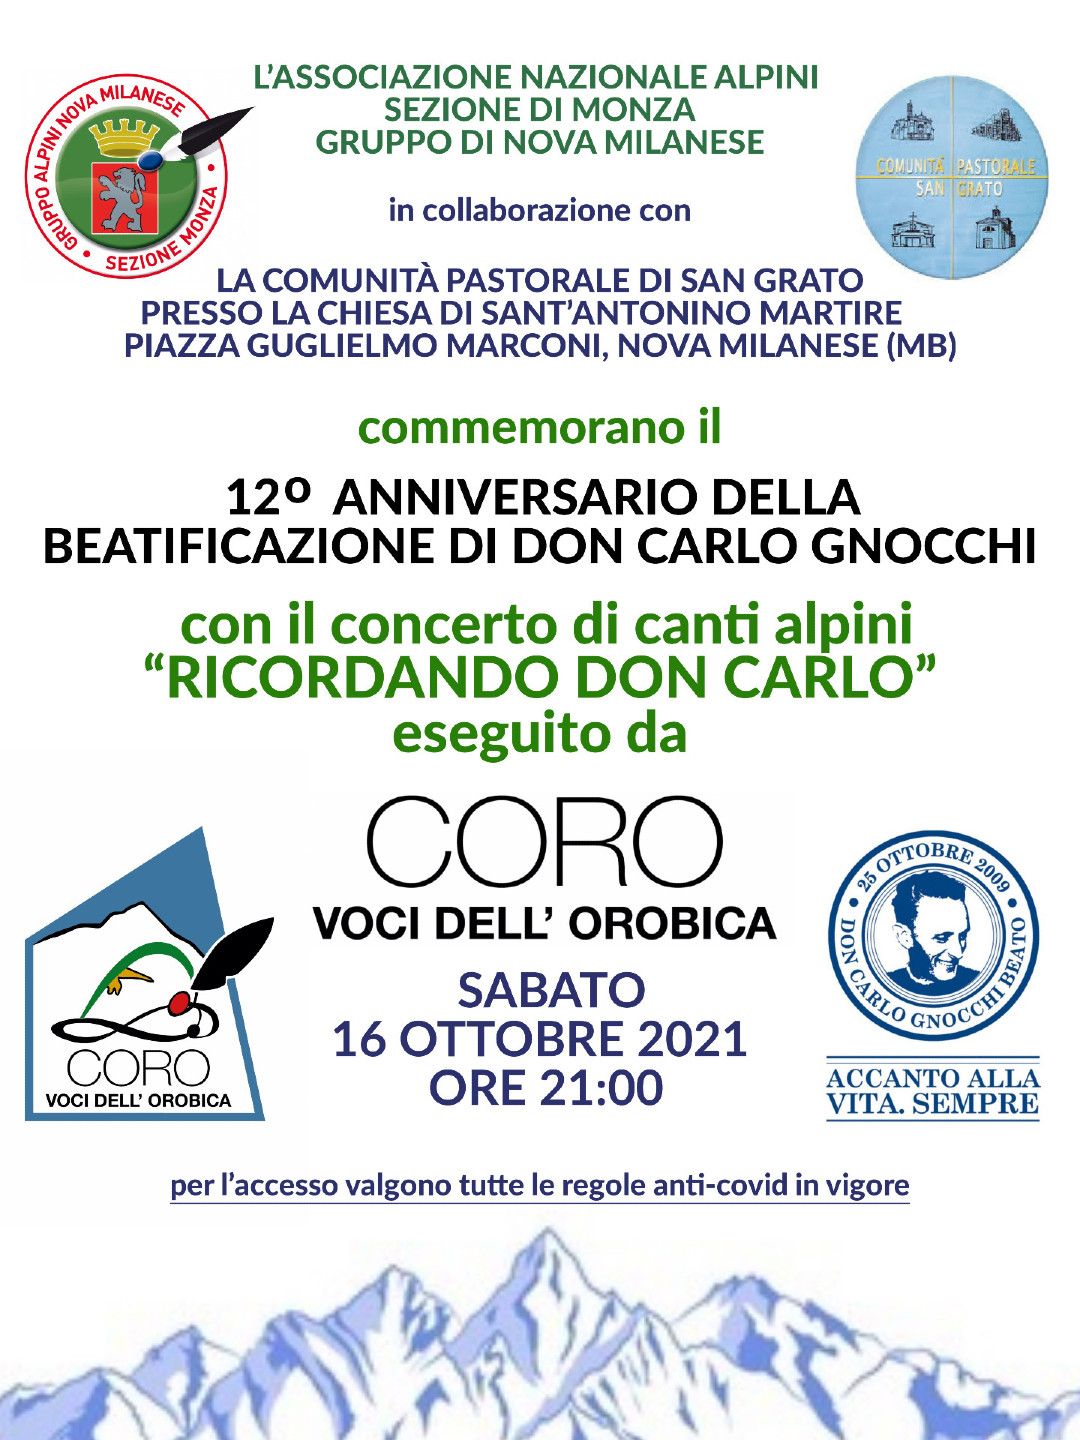 L'ASSOCIAZIONE NAZIONALE ALPINI
SEZIONE DI MONZA
GRUPPO DI NOVA MILANESE
GRUPPO ALPINI NOVA MILANESE
• SEZIONE MONZA •
COMUNITÁ PASTORALE
SAN GRATO
in collaborazione con
LA COMUNITÀ PASTORALE DI SAN GRATO
PRESSO LA CHIESA DI SANT'ANTONINO MARTIRE
PIAZZA GUGLIELMO MARCONI, NOVA MILANESE (MB)
commemorano il
12º ANNIVERSARIO DELLA
BEATIFICAZIONE DI DON CARLO GNOCCHI
con il concerto di canti alpini
“RICORDANDO DON CARLO”
eseguito da
CORO
VOCI DELL' OROBICA
CORO
VOCI DELL' OROBICA
SABATO
16 OTTOBRE 2021
ORE 21:00
• 25 OTTOBRE 2009 •
DON CARLO GNOCCHI BEATO
ACCANTO ALLA
VITA. SEMPRE
per l'accesso valgono tutte le regole anti-covid in vigore